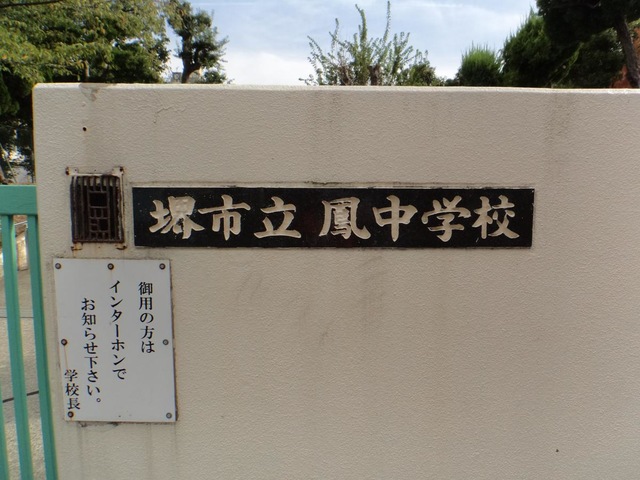 堺市立 鳳中学校
御用の方は
インターホンで
お知らせ下さい。
学校長